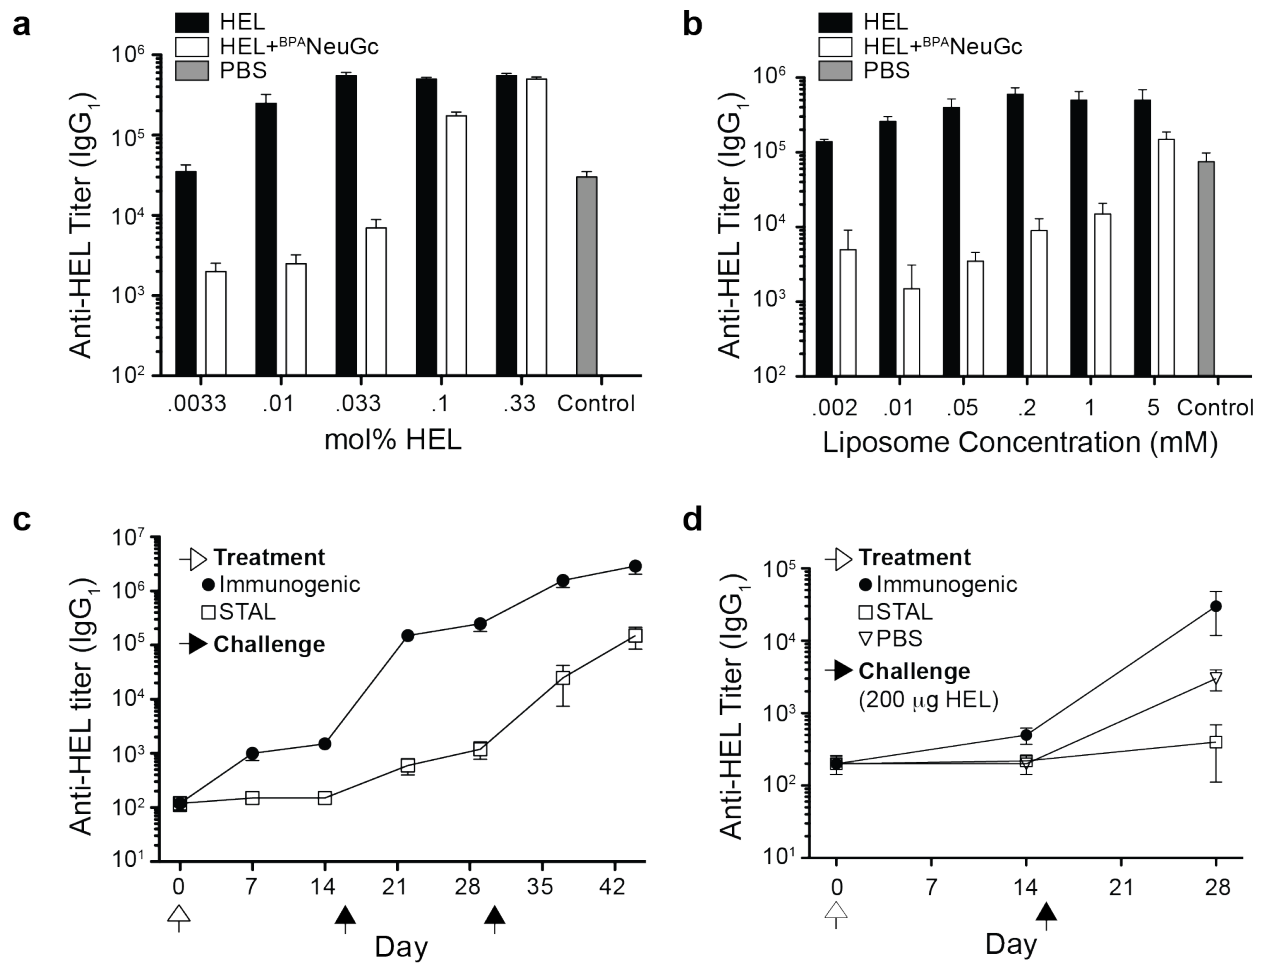 a
HEL
HEL+BPANeuGc
PBS
Anti-HEL Titer (IgG1)
10^6
10^5
10^4
10^3
10^2
.0033 .01 .033 .1 .33 Control
mol% HEL
b
HEL
HEL+BPANeuGc
PBS
Anti-HEL Titer (IgG1)
10^6
10^5
10^4
10^3
10^2
.002 .01 .05 .2 1 5 Control
Liposome Concentration (mM)
c
Treatment
Immunogenic
STAL
Challenge
Anti-HEL titer (IgG1)
10^7
10^6
10^5
10^4
10^3
10^2
10^1
0 7 14 21 28 35 42
Day
d
Treatment
Immunogenic
STAL
PBS
Challenge
(200 μg HEL)
Anti-HEL Titer (IgG1)
10^5
10^4
10^3
10^2
10^1
0 7 14 21 28
Day